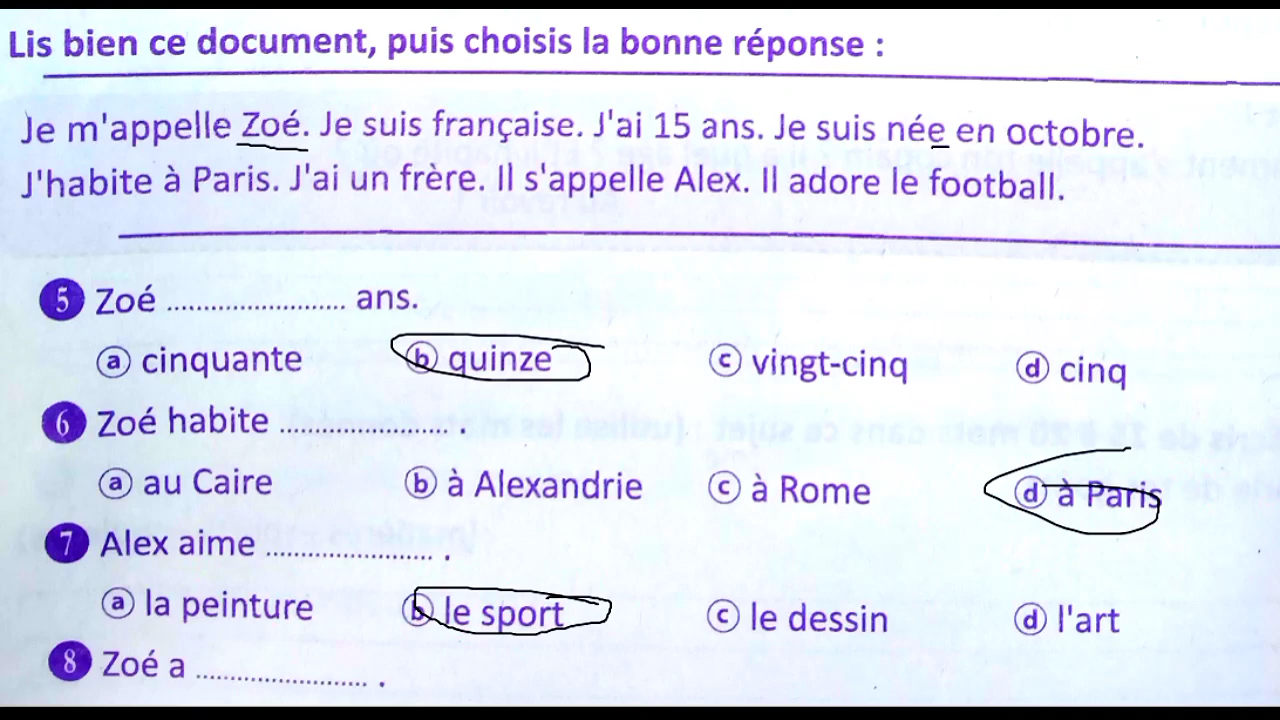 Lis bien ce document, puis choisis la bonne réponse :
Je m'appelle Zoé. Je suis française. J'ai 15 ans. Je suis née en octobre.
J'habite à Paris. J'ai un frère. Il s'appelle Alex. Il adore le football.
5 Zoé ..................... ans.
a cinquante b quinze c vingt-cinq d cinq
6 Zoé habite ..................... .
a au Caire b à Alexandrie c à Rome d à Paris
7 Alex aime ..................... .
a la peinture b le sport c le dessin d l'art
8 Zoé a ..................... .